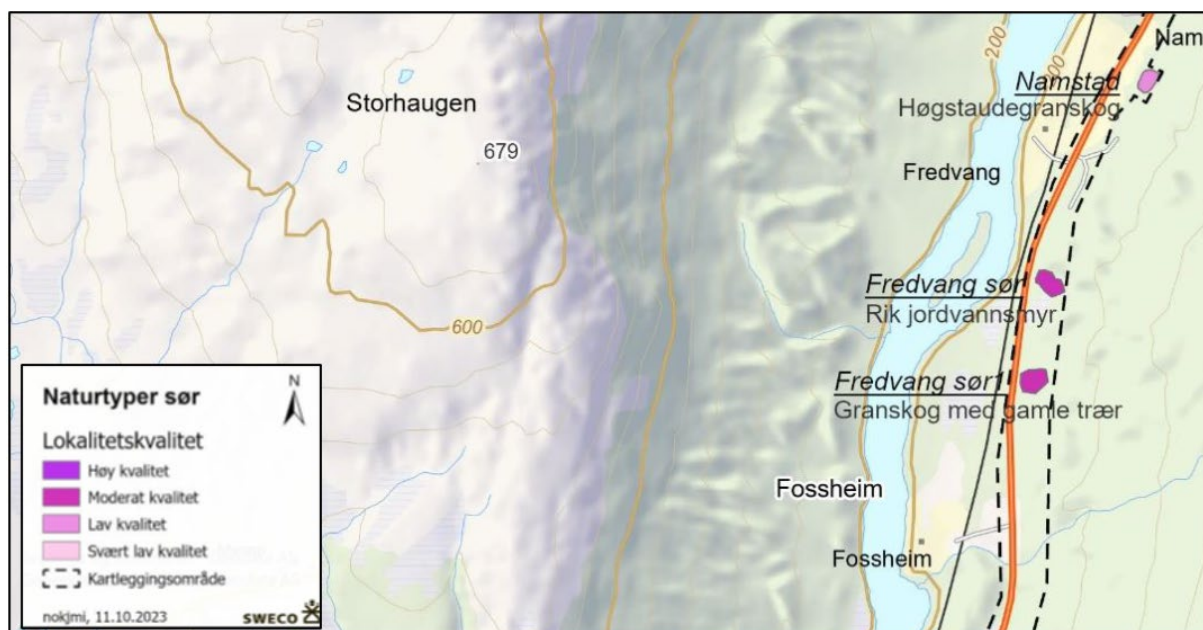 Storhaugen
679
600
200
200
Nam
Namstad
Høgstaudegranskog
Fredvang
Fredvang sør
Rik jordvannsmyr
Fredvang sør1
Granskog med gamle trær
Fossheim
Fossheim
Naturtyper sør
N
Lokalitetskvalitet
Høy kvalitet
Moderat kvalitet
Lav kvalitet
Svært lav kvalitet
Kartleggingsområde
nokjmi, 11.10.2023
SWECO